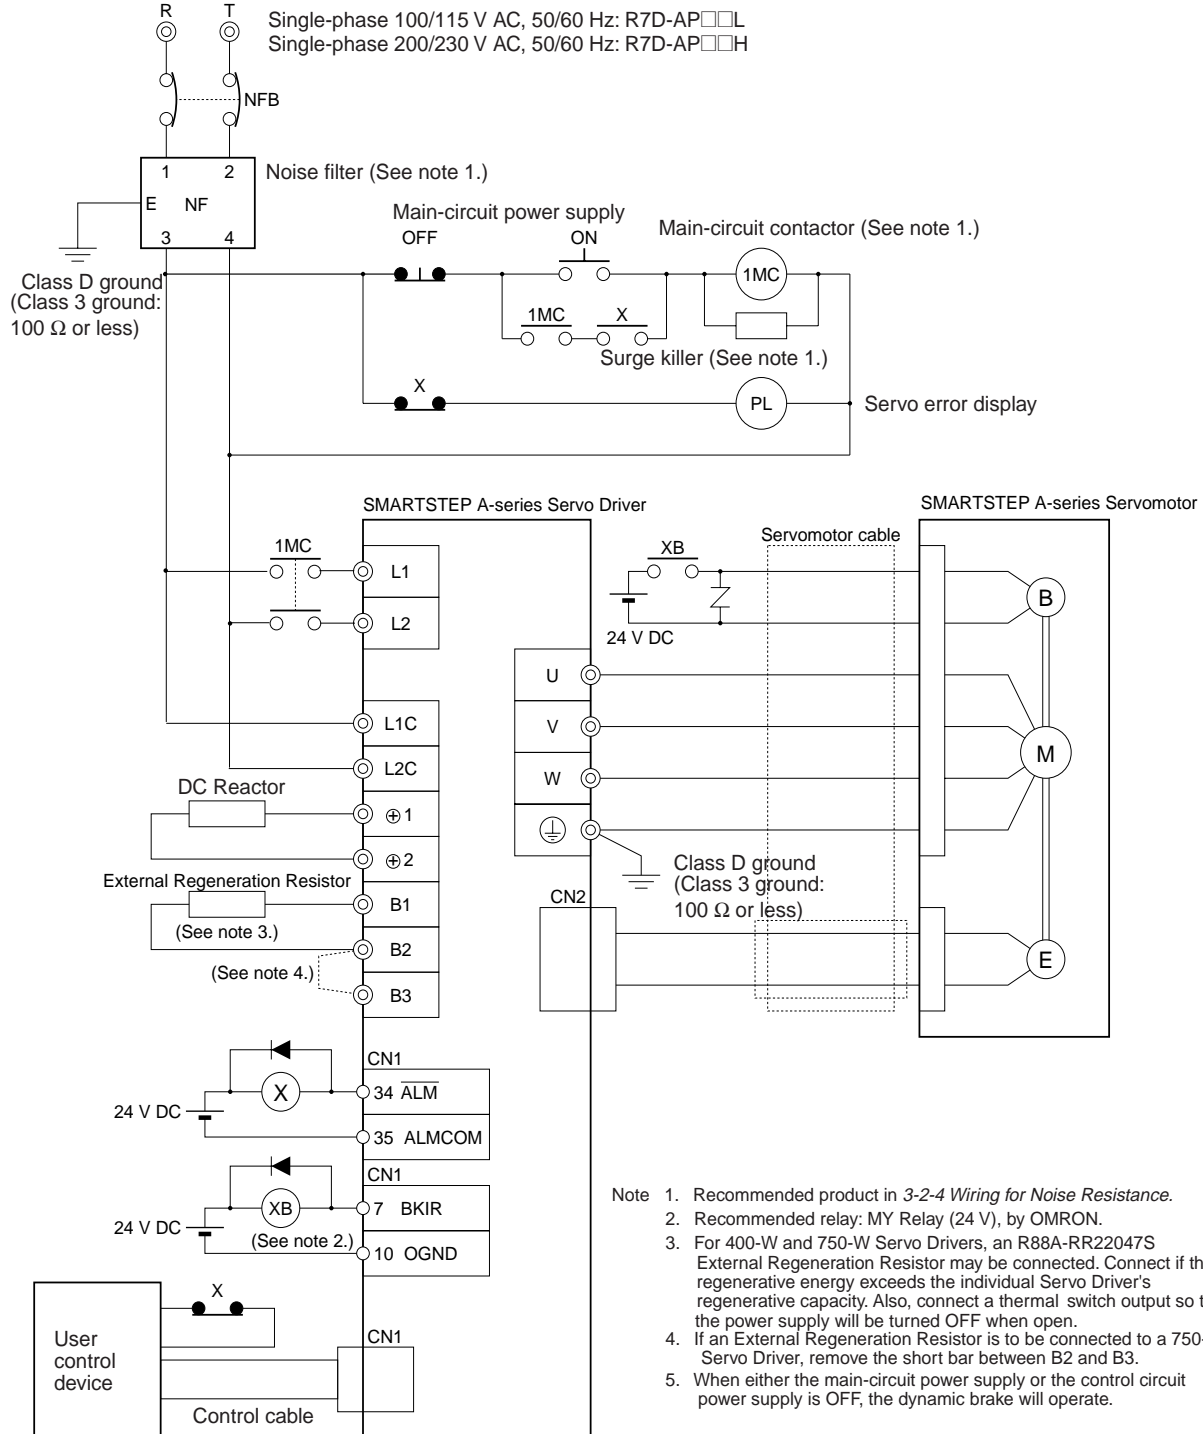 R
T
Single-phase 100/115 V AC, 50/60 Hz: R7D-AP□□L
Single-phase 200/230 V AC, 50/60 Hz: R7D-AP□□H
NFB
1
2
Noise filter (See note 1.)
E
NF
3
4
Class D ground
(Class 3 ground:
100 Ω or less)
Main-circuit power supply
OFF
ON
Main-circuit contactor (See note 1.)
1MC
1MC
X
Surge killer (See note 1.)
X
PL
Servo error display
SMARTSTEP A-series Servo Driver
SMARTSTEP A-series Servomotor
1MC
L1
L2
XB
24 V DC
Servomotor cable
B
U
V
W
M
L1C
L2C
DC Reactor
⊕1
⊕2
External Regeneration Resistor
(See note 3.)
B1
B2
(See note 4.)
B3
Class D ground
(Class 3 ground:
100 Ω or less)
CN2
E
CN1
X
34 A̅L̅M̅
24 V DC
35 ALMCOM
CN1
XB
7 BKIR
24 V DC
(See note 2.)
10 OGND
X
User
control
device
CN1
Control cable
Note 1. Recommended product in 3-2-4 Wiring for Noise Resistance.
2. Recommended relay: MY Relay (24 V), by OMRON.
3. For 400-W and 750-W Servo Drivers, an R88A-RR22047S
External Regeneration Resistor may be connected. Connect if
regenerative energy exceeds the individual Servo Driver's
regenerative capacity. Also, connect a thermal switch output so
the power supply will be turned OFF when open.
4. If an External Regeneration Resistor is to be connected to a 750-
Servo Driver, remove the short bar between B2 and B3.
5. When either the main-circuit power supply or the control circuit
power supply is OFF, the dynamic brake will operate.